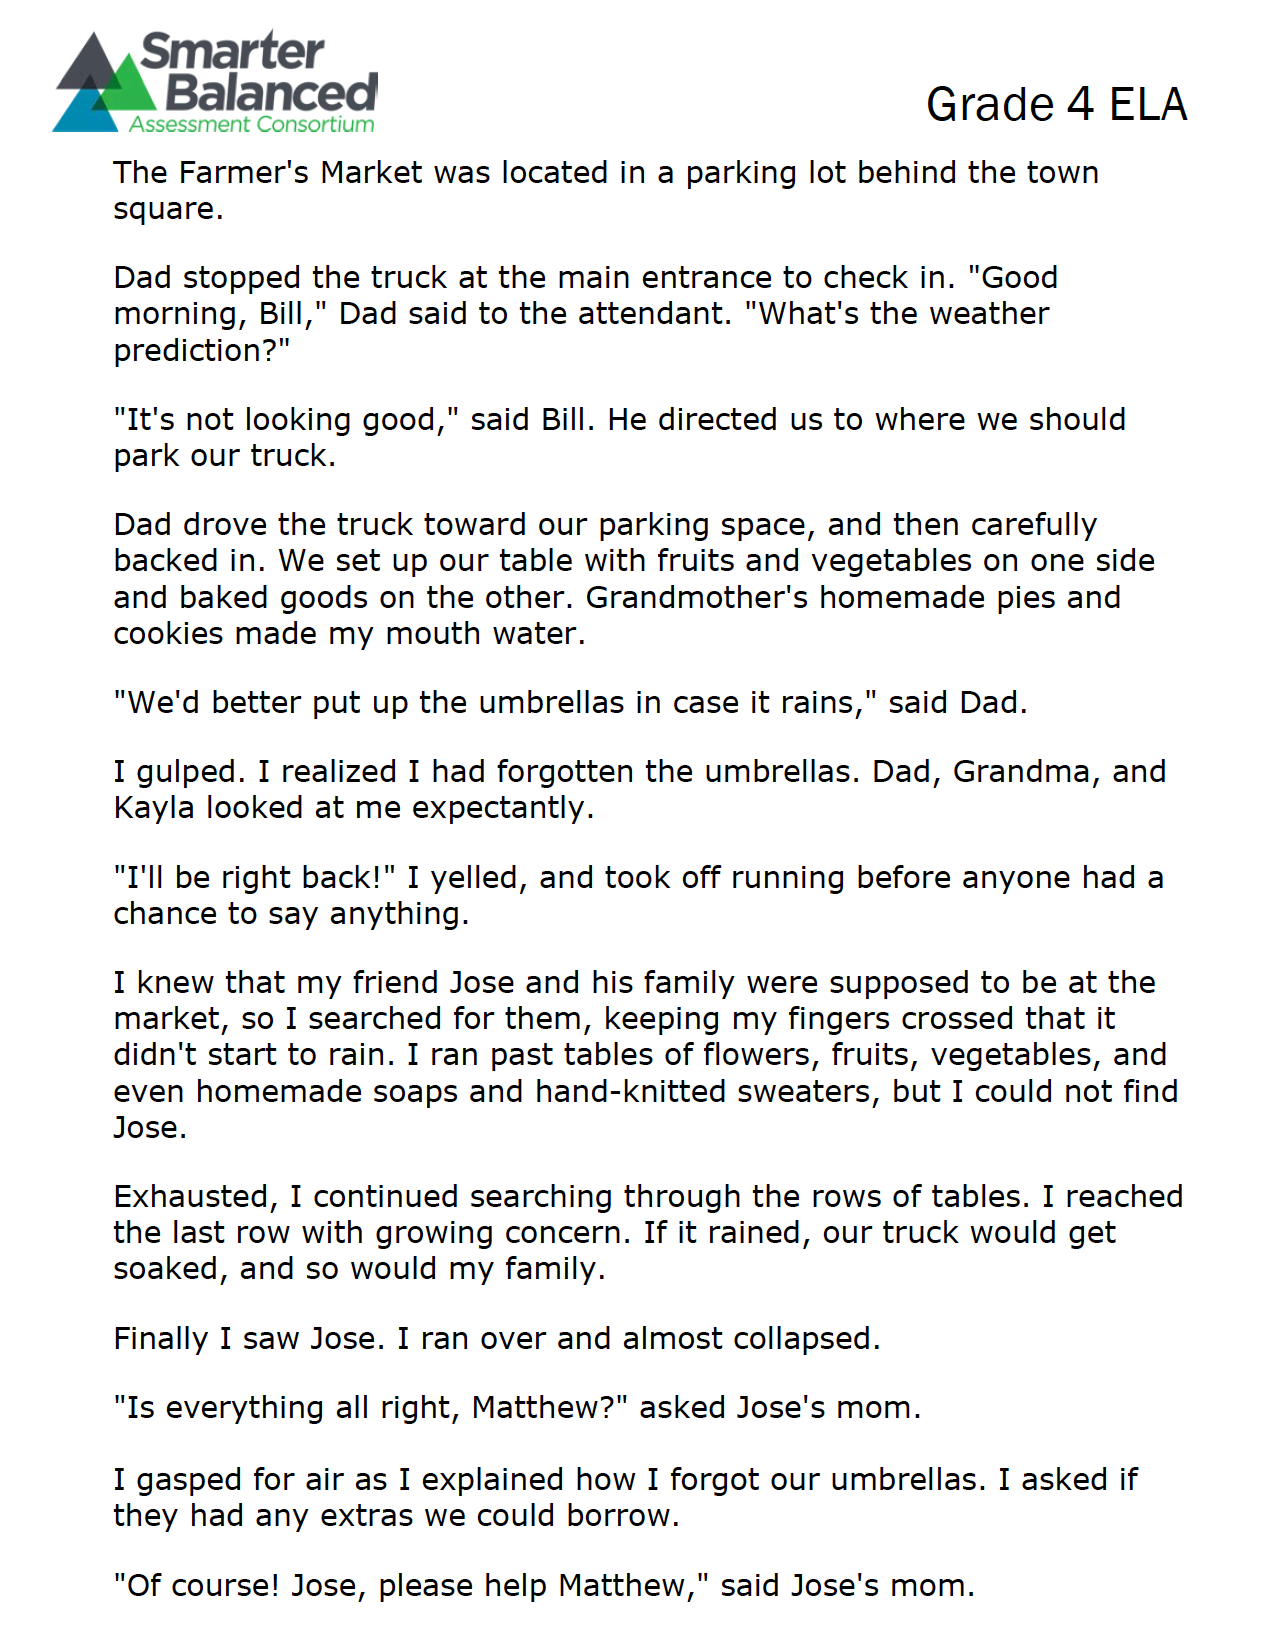 Smarter
Balanced
Assessment Consortium
Grade 4 ELA
The Farmer's Market was located in a parking lot behind the town
square.
Dad stopped the truck at the main entrance to check in. "Good
morning, Bill," Dad said to the attendant. "What's the weather
prediction?"
"It's not looking good," said Bill. He directed us to where we should
park our truck.
Dad drove the truck toward our parking space, and then carefully
backed in. We set up our table with fruits and vegetables on one side
and baked goods on the other. Grandmother's homemade pies and
cookies made my mouth water.
"We'd better put up the umbrellas in case it rains," said Dad.
I gulped. I realized I had forgotten the umbrellas. Dad, Grandma, and
Kayla looked at me expectantly.
"I'll be right back!" I yelled, and took off running before anyone had a
chance to say anything.
I knew that my friend Jose and his family were supposed to be at the
market, so I searched for them, keeping my fingers crossed that it
didn't start to rain. I ran past tables of flowers, fruits, vegetables, and
even homemade soaps and hand-knitted sweaters, but I could not find
Jose.
Exhausted, I continued searching through the rows of tables. I reached
the last row with growing concern. If it rained, our truck would get
soaked, and so would my family.
Finally I saw Jose. I ran over and almost collapsed.
"Is everything all right, Matthew?" asked Jose's mom.
I gasped for air as I explained how I forgot our umbrellas. I asked if
they had any extras we could borrow.
"Of course! Jose, please help Matthew," said Jose's mom.